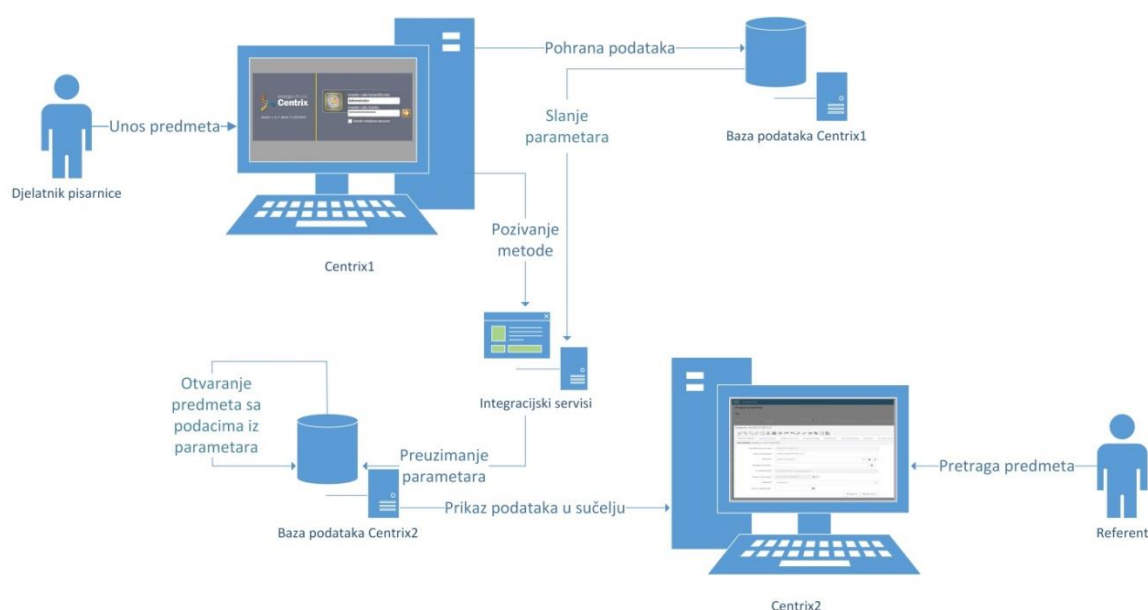 Pohrana podataka
Centrix
Administrator
Slanje
parametara
Unos predmeta
Baza podataka Centrix1
Djelatnik pisarnice
Pozivanje
metode
Centrix1
Otvaranje
predmeta sa
podacima iz
parametara
Integracijski servisi
Preuzimanje
parametara
Pretraga predmeta
Prikaz podataka u sučelju
Baza podataka Centrix2
Referent
Centrix2